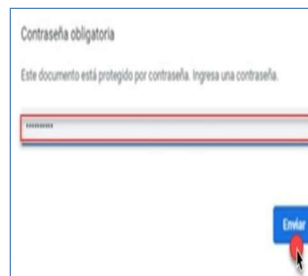 Contraseña obligatoria
Este documento está protegido por contraseña. Ingresa una contraseña.
Enviar